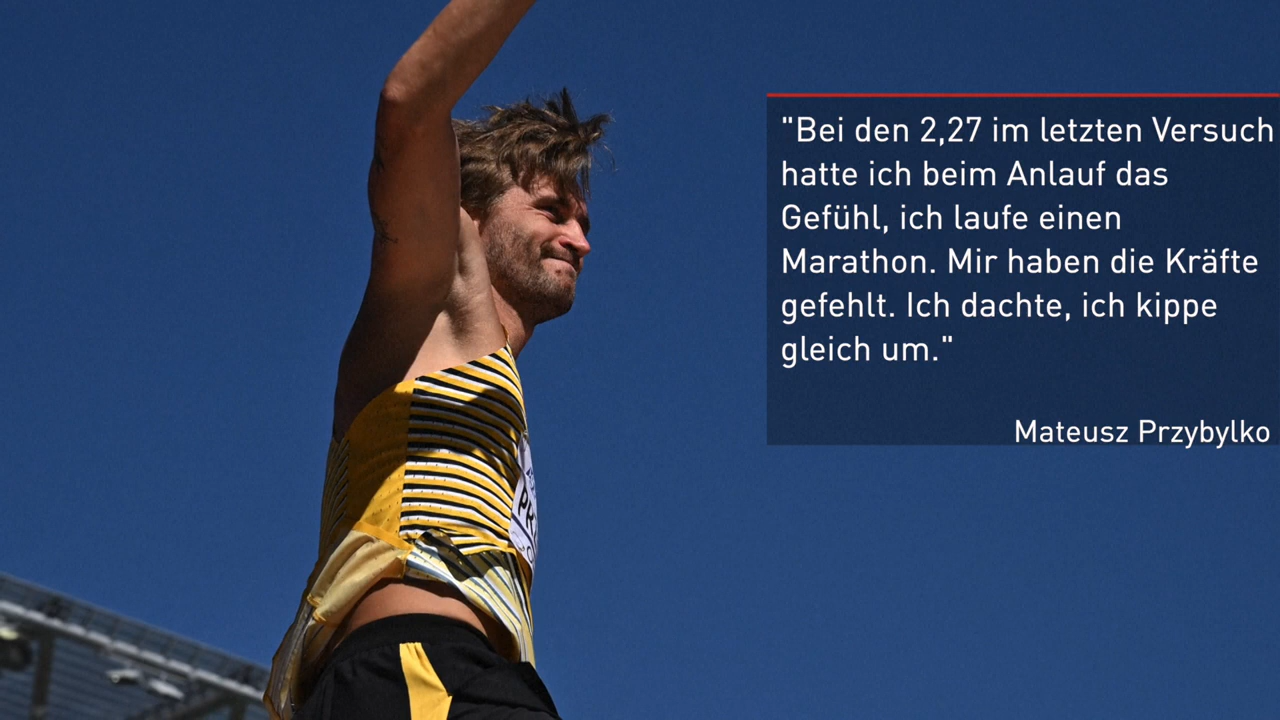 "Bei den 2,27 im letzten Versuch
hatte ich beim Anlauf das
Gefühl, ich laufe einen
Marathon. Mir haben die Kräfte
gefehlt. Ich dachte, ich kippe
gleich um."
Mateusz Przybylko